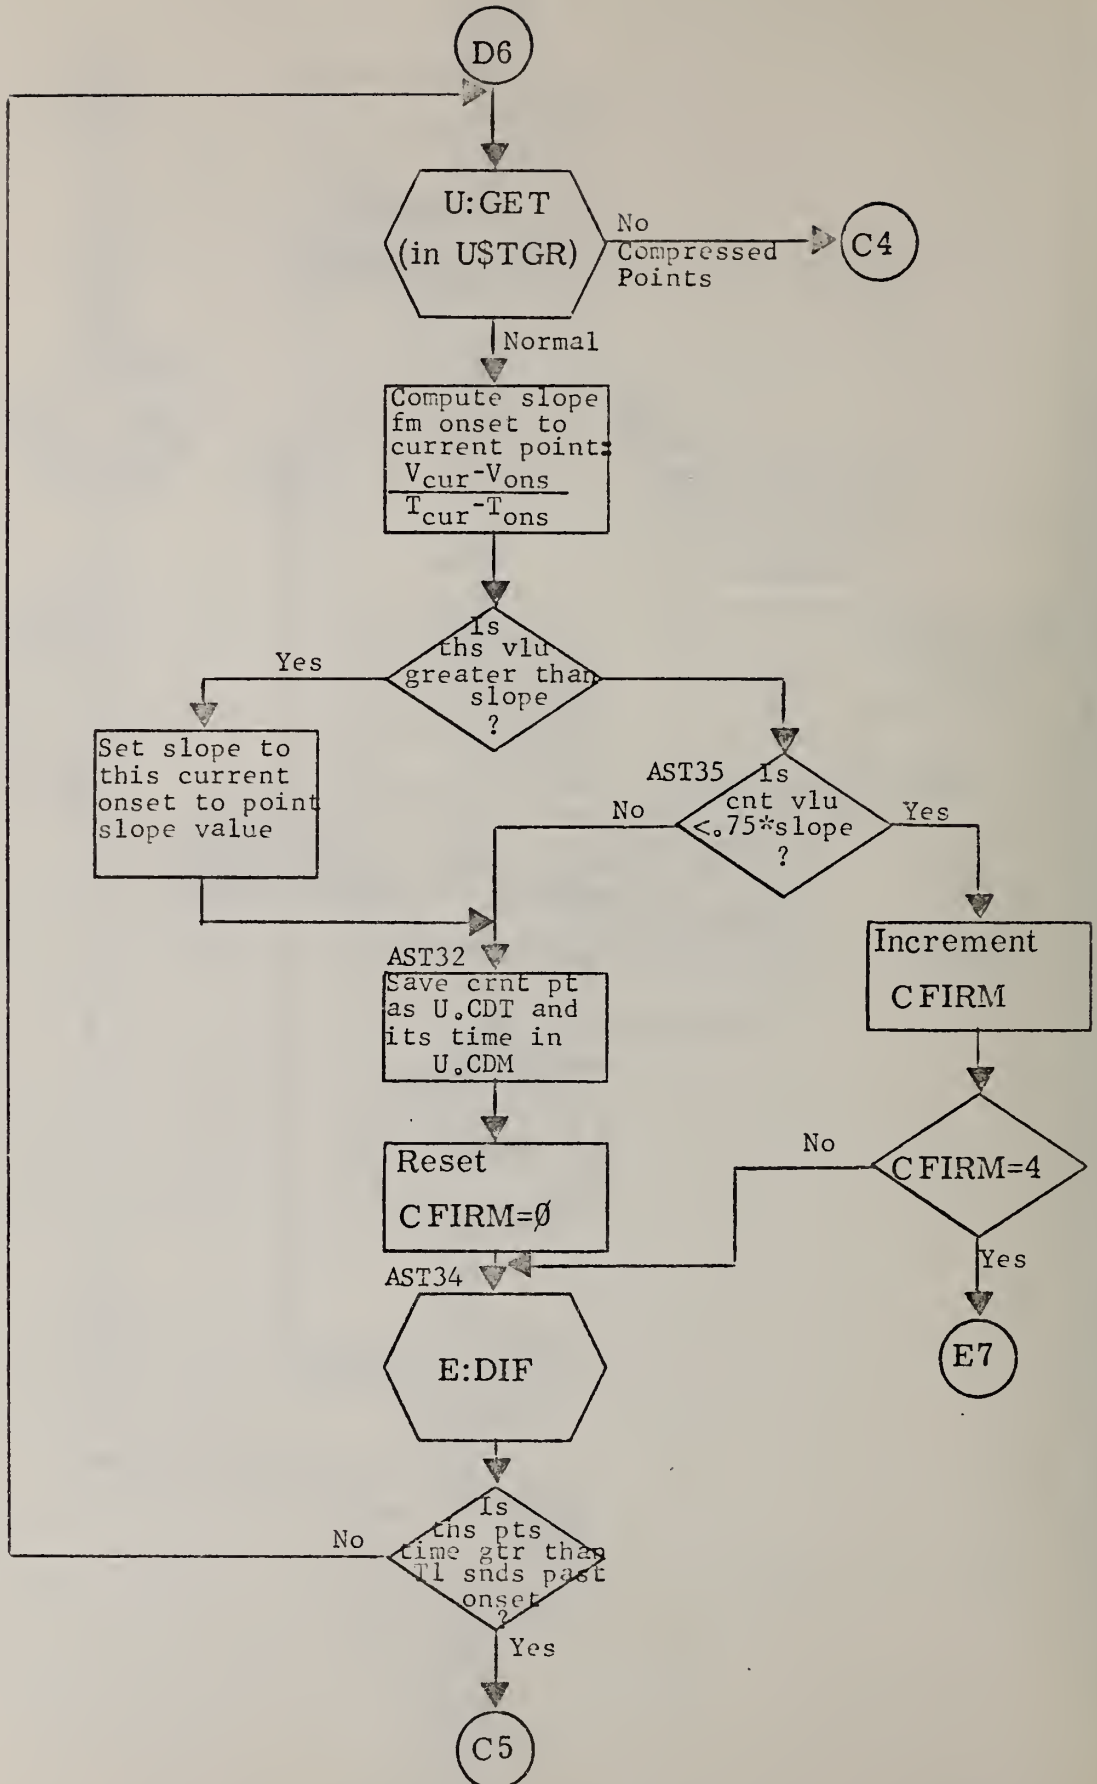 D6
U:GET
(in U$TGR)
No
Compressed
Points
C4
Normal
Compute slope
fm onset to
current point:
Vcur-Vons
Tcur-Tons
Is
ths vlu
greater than
slope
?
Yes
Set slope to
this current
onset to point
slope value
AST35
Is
cnt vlu
<.75*slope
?
No
Yes
AST32
Save crnt pt
as U.CDT and
its time in
U.CDM
Increment
CFIRM
Reset
CFIRM=Ø
No
CFIRM=4
Yes
E7
AST34
E:DIF
Is
ths pts
time gtr than
T1 snds past
onset
?
No
Yes
C5